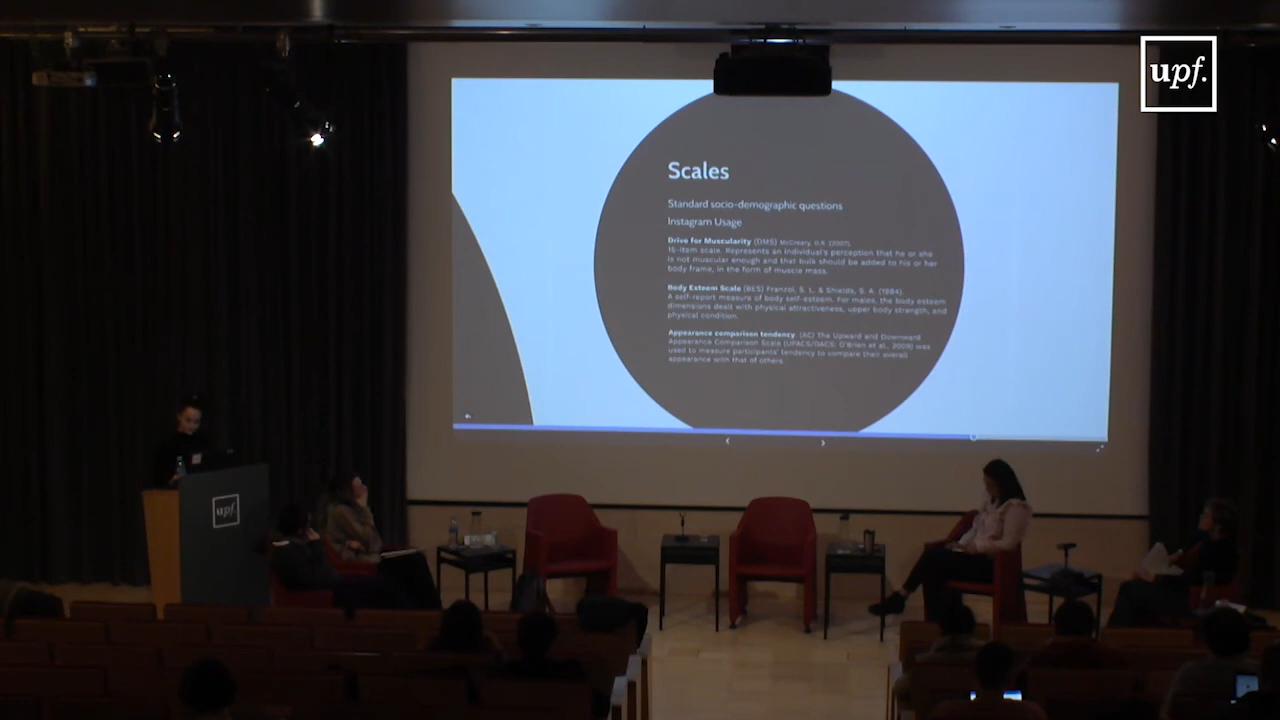 upf.
Scales
Standard socio-demographic questions
Instagram Usage
Drive for Muscularity (DMS) McCreary, D.R. (2007).
15-item scale. Represents an individual's perception that he or she
is not muscular enough and that bulk should be added to his or her
body frame, in the form of muscle mass.
Body Esteem Scale (BES) Franzoi, S. L. & Shields, S. A. (1984).
A self-report measure of body self-esteem. For males, the body esteem
dimensions dealt with physical attractiveness, upper body strength, and
physical condition.
Appearance comparison tendency (AC) The Upward and Downward
Appearance Comparison Scale (UPACS/DACS; O'Brien et al., 2009) was
used to measure participants' tendency to compare their overall
appearance with that of others.
upf.